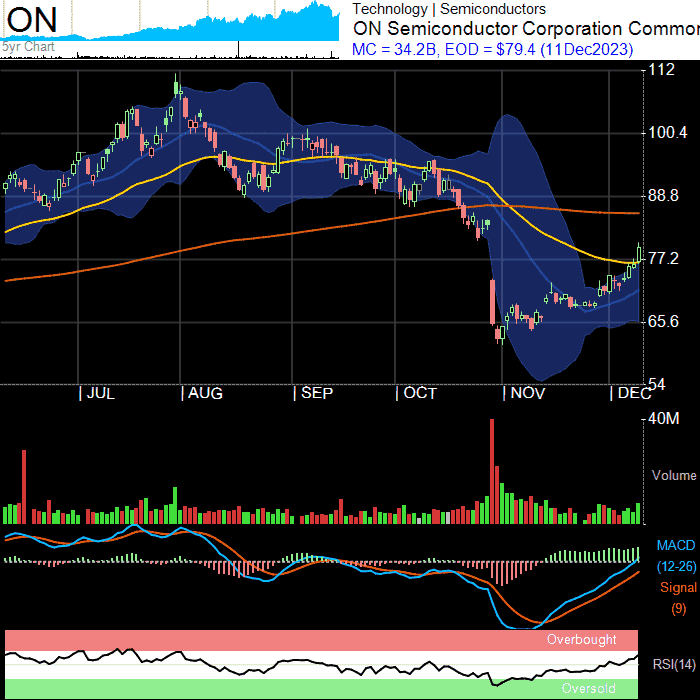 ON
Technology | Semiconductors
ON Semiconductor Corporation Common
5yr Chart
MC = 34.2B, EOD = $79.4 (11Dec2023)
112
100.4
88.8
77.2
65.6
54
| JUL
| AUG
| SEP
| OCT
| NOV
| DEC
40M
Volume
MACD
(12-26)
Signal
(9)
Overbought
RSI(14)
Oversold